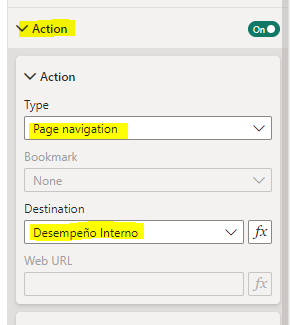 Action
On
Action
Type
Page navigation
Bookmark
None
Destination
Desempeño Interno
fx
Web URL
fx